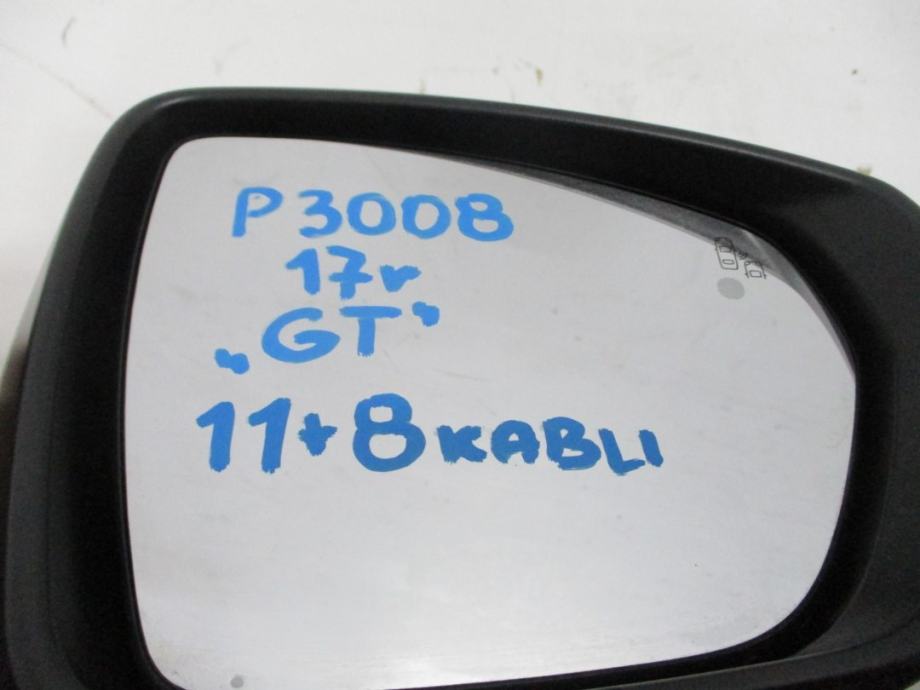 P3008
17r
„GT”
11+8 KABLI